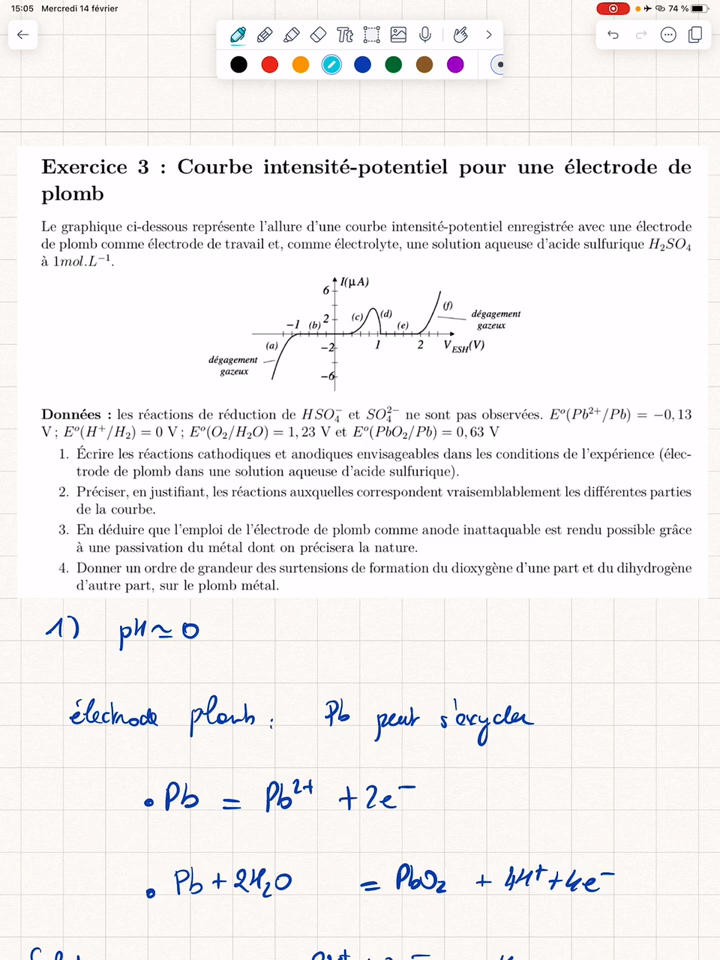 15:05 Mercredi 14 février
74 %
Exercice 3 : Courbe intensité-potentiel pour une électrode de
plomb
Le graphique ci-dessous représente l'allure d'une courbe intensité-potentiel enregistrée avec une électrode
de plomb comme électrode de travail et, comme électrolyte, une solution aqueuse d'acide sulfurique H₂SO₄
à 1mol.L⁻¹.
I(µA)
6
(f)
dégagement
gazeux
−1 (b) 2 (c) (d) (e)
(a) −2 1 2 V_ESH(V)
dégagement
gazeux
−6
Données : les réactions de réduction de HSO₄⁻ et SO₄²⁻ ne sont pas observées. E°(Pb²⁺/Pb) = −0, 13
V ; E°(H⁺/H₂) = 0 V ; E°(O₂/H₂O) = 1, 23 V et E°(PbO₂/Pb) = 0, 63 V
1. Écrire les réactions cathodiques et anodiques envisageables dans les conditions de l'expérience (élec-
trode de plomb dans une solution aqueuse d'acide sulfurique).
2. Préciser, en justifiant, les réactions auxquelles correspondent vraisemblablement les différentes parties
de la courbe.
3. En déduire que l'emploi de l'électrode de plomb comme anode inattaquable est rendu possible grâce
à une passivation du métal dont on précisera la nature.
4. Donner un ordre de grandeur des surtensions de formation du dioxygène d'une part et du dihydrogène
d'autre part, sur le plomb métal.
1) pH ≃ 0
électrode plomb : Pb peut s'oxyder
• Pb = Pb²⁺ + 2e⁻
• Pb + 2H₂O = PbO₂ + 4H⁺ + 4e⁻